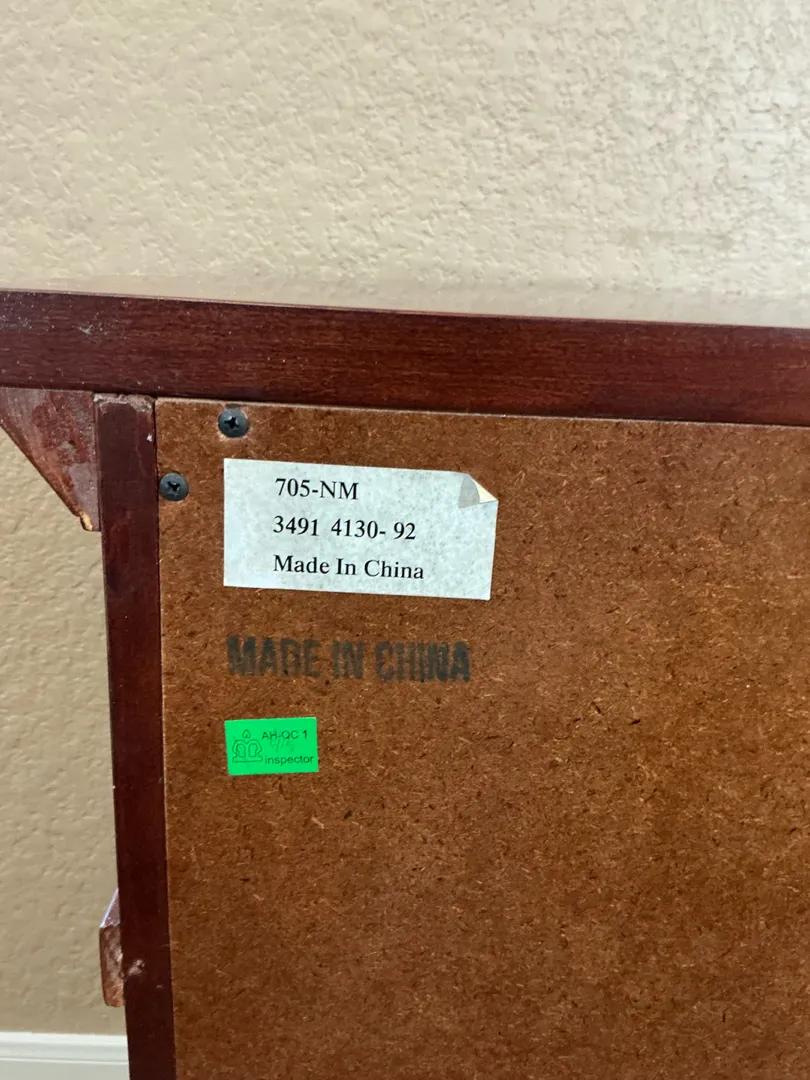 705-NM
3491 4130- 92
Made In China
MADE IN CHINA
AH-QC 1
inspector